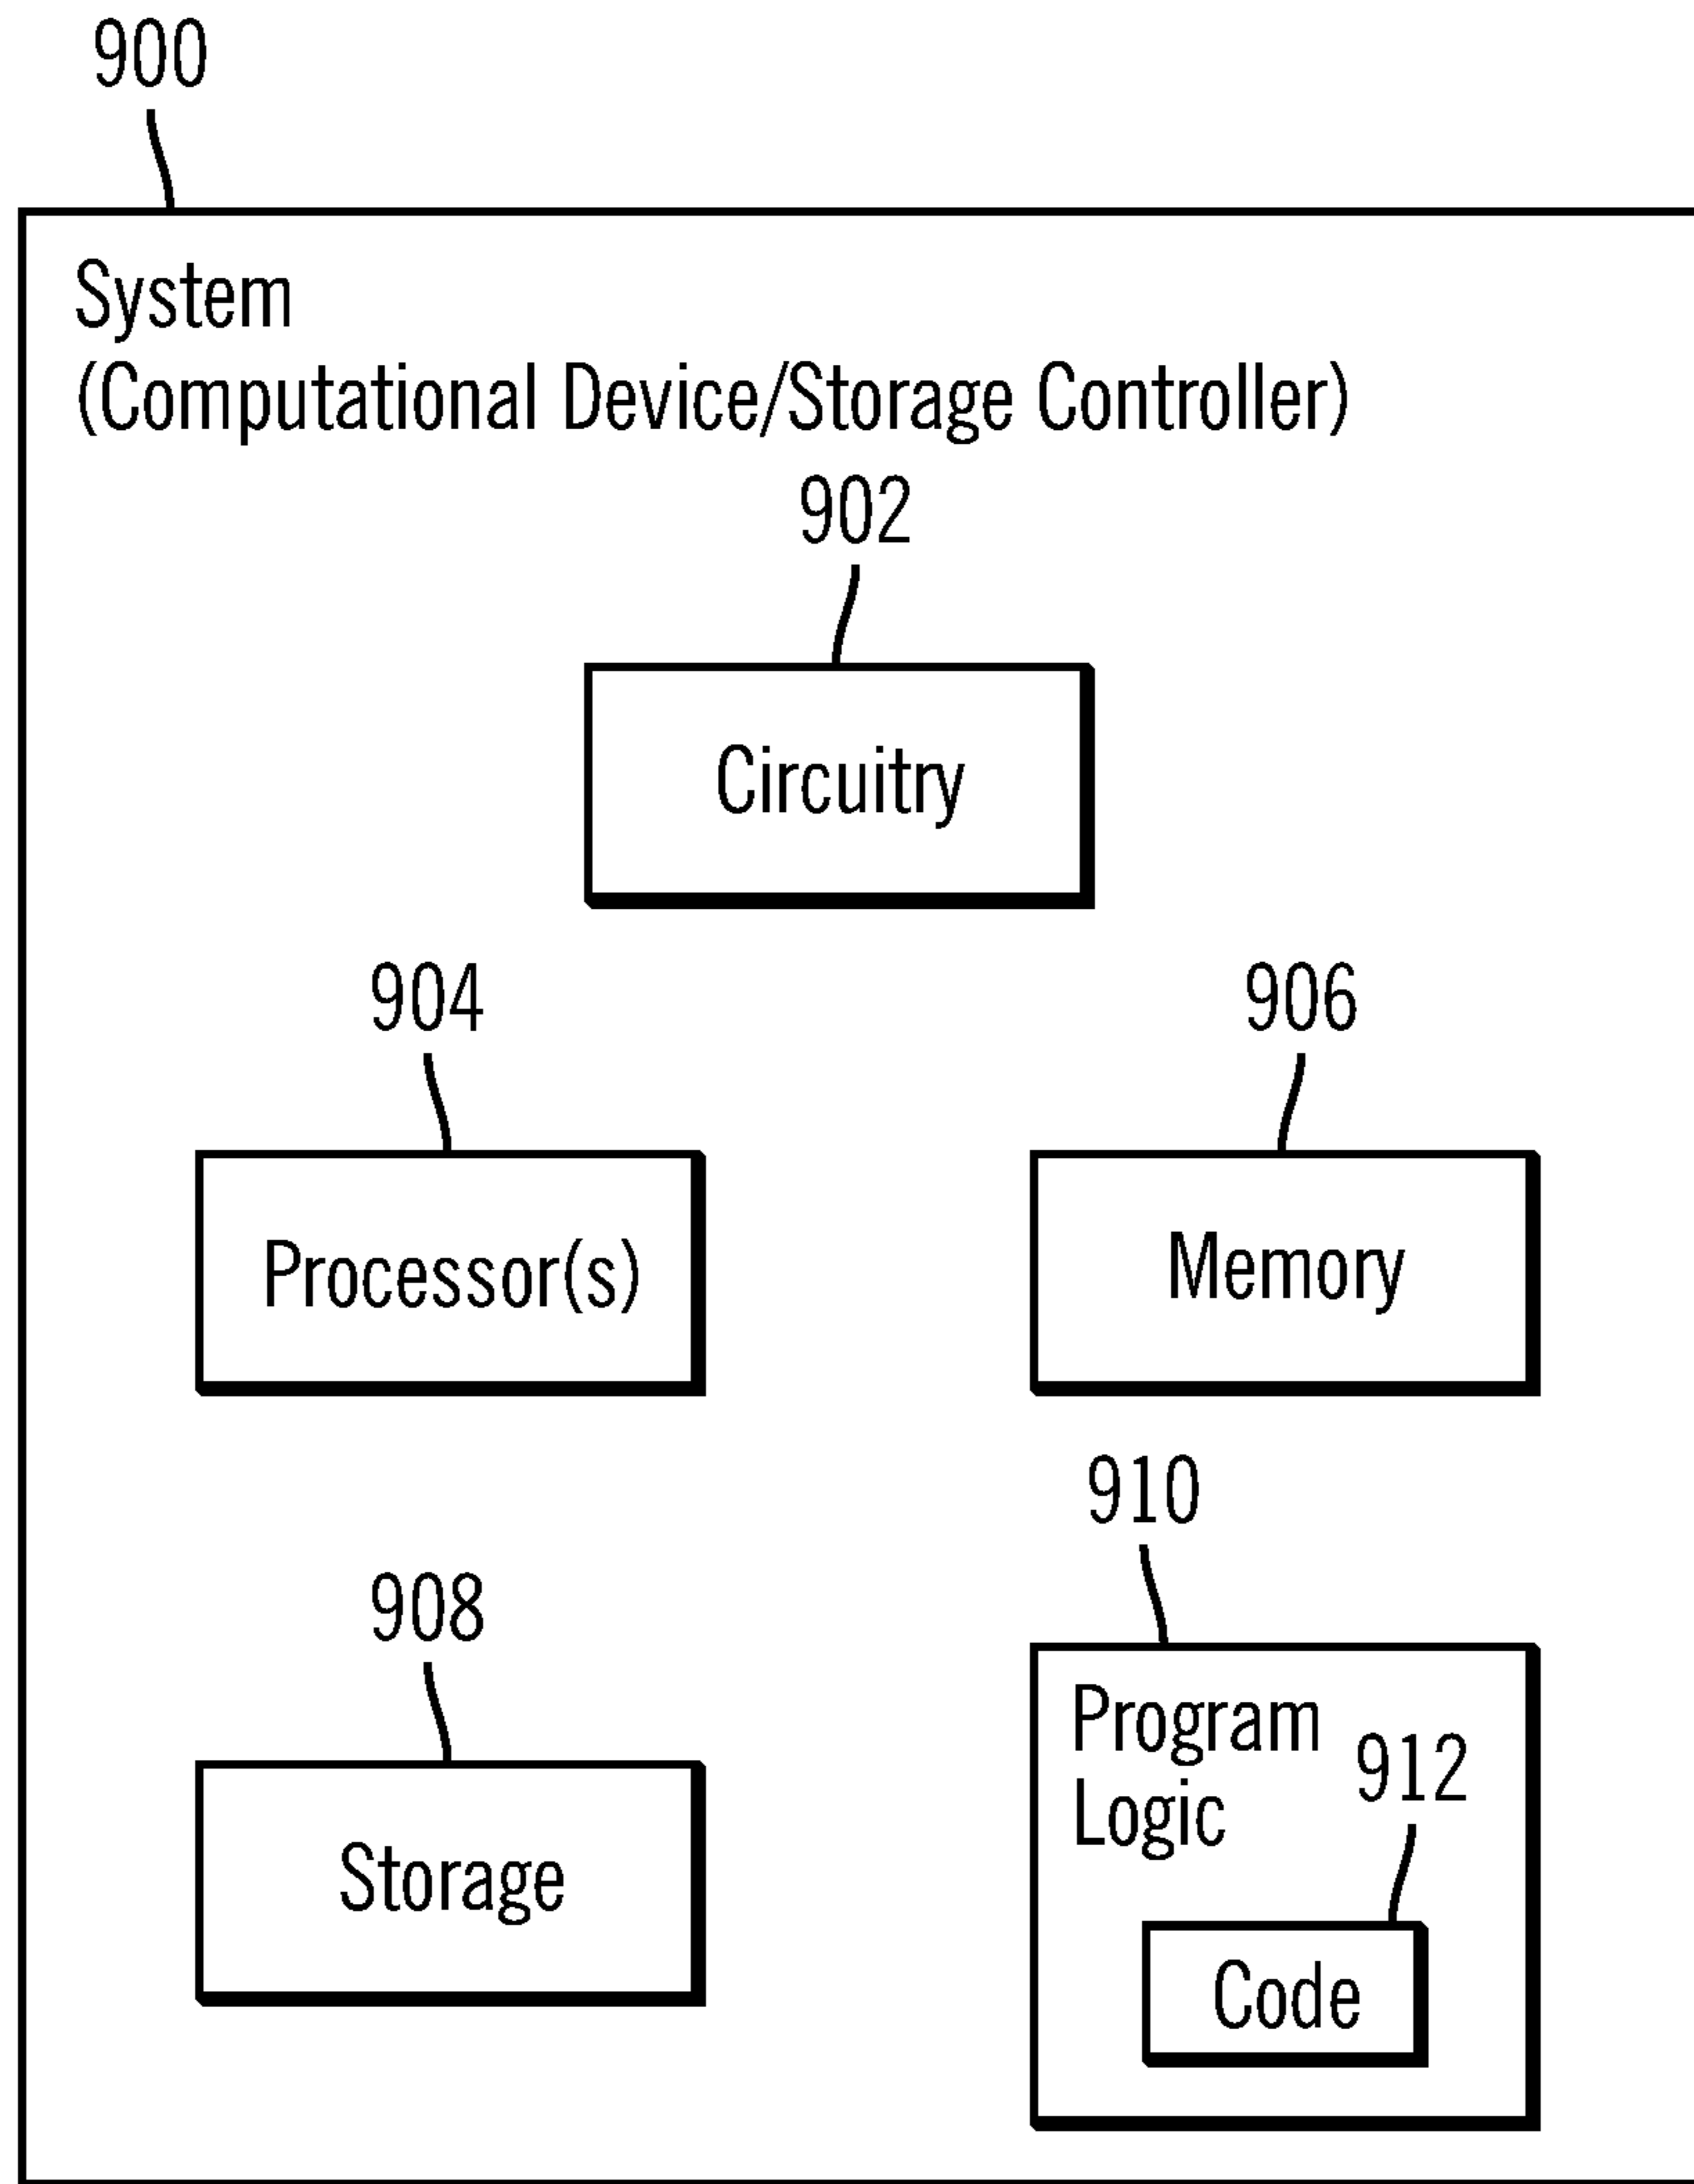 900
System
(Computational Device/Storage Controller)
902
Circuitry
904
906
Processor(s)
Memory
910
908
Program
Logic
912
Storage
Code